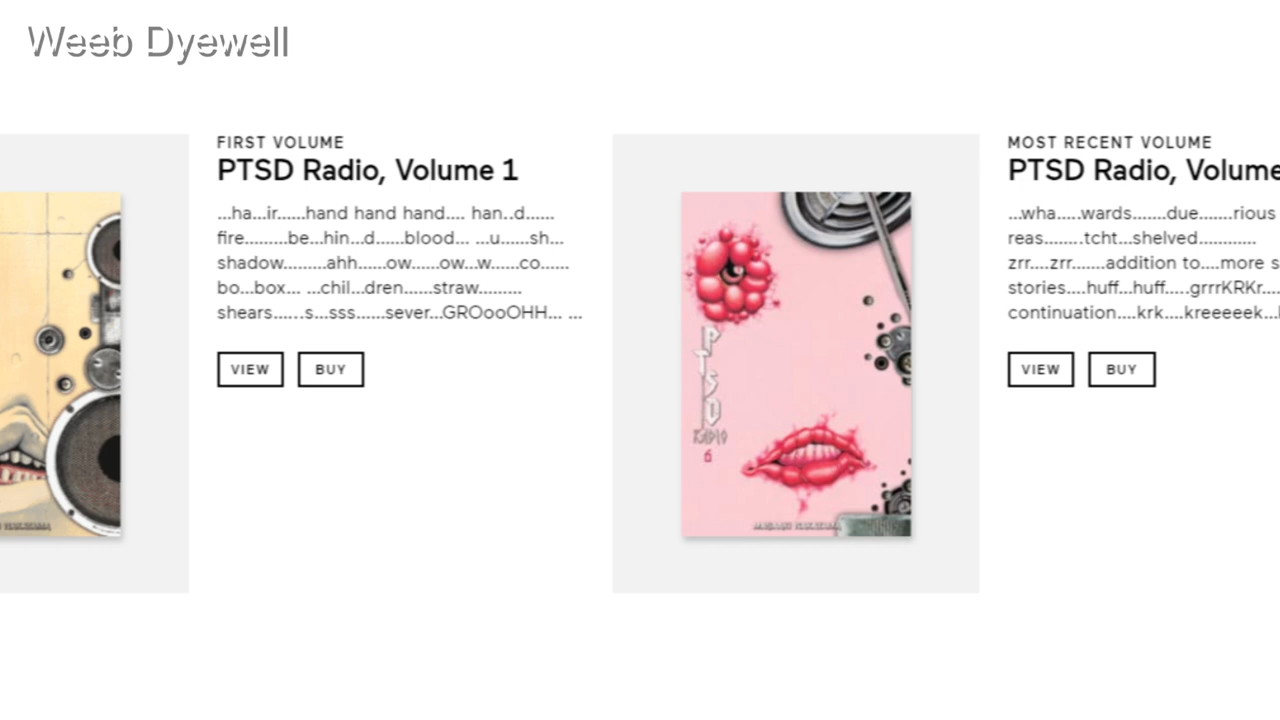 Weeb Dyewell
FIRST VOLUME
PTSD Radio, Volume 1
...ha...ir......hand hand hand.... han..d......
fire.........be...hin...d......blood... ...u......sh...
shadow.........ahh......ow......ow...w......co......
bo...box... ...chil...dren......straw.........
shears......s...sss......sever...GROooOHH... ...
VIEW
BUY
PTSD
RADIO
6
MOST RECENT VOLUME
PTSD Radio, Volume
...wha.....wards.......due.......rious
reas........tcht...shelved............
zrr....zrr.......addition to....more s
stories....huff...huff.....grrrKRKr....
continuation....krk....kreeeeek...
VIEW
BUY